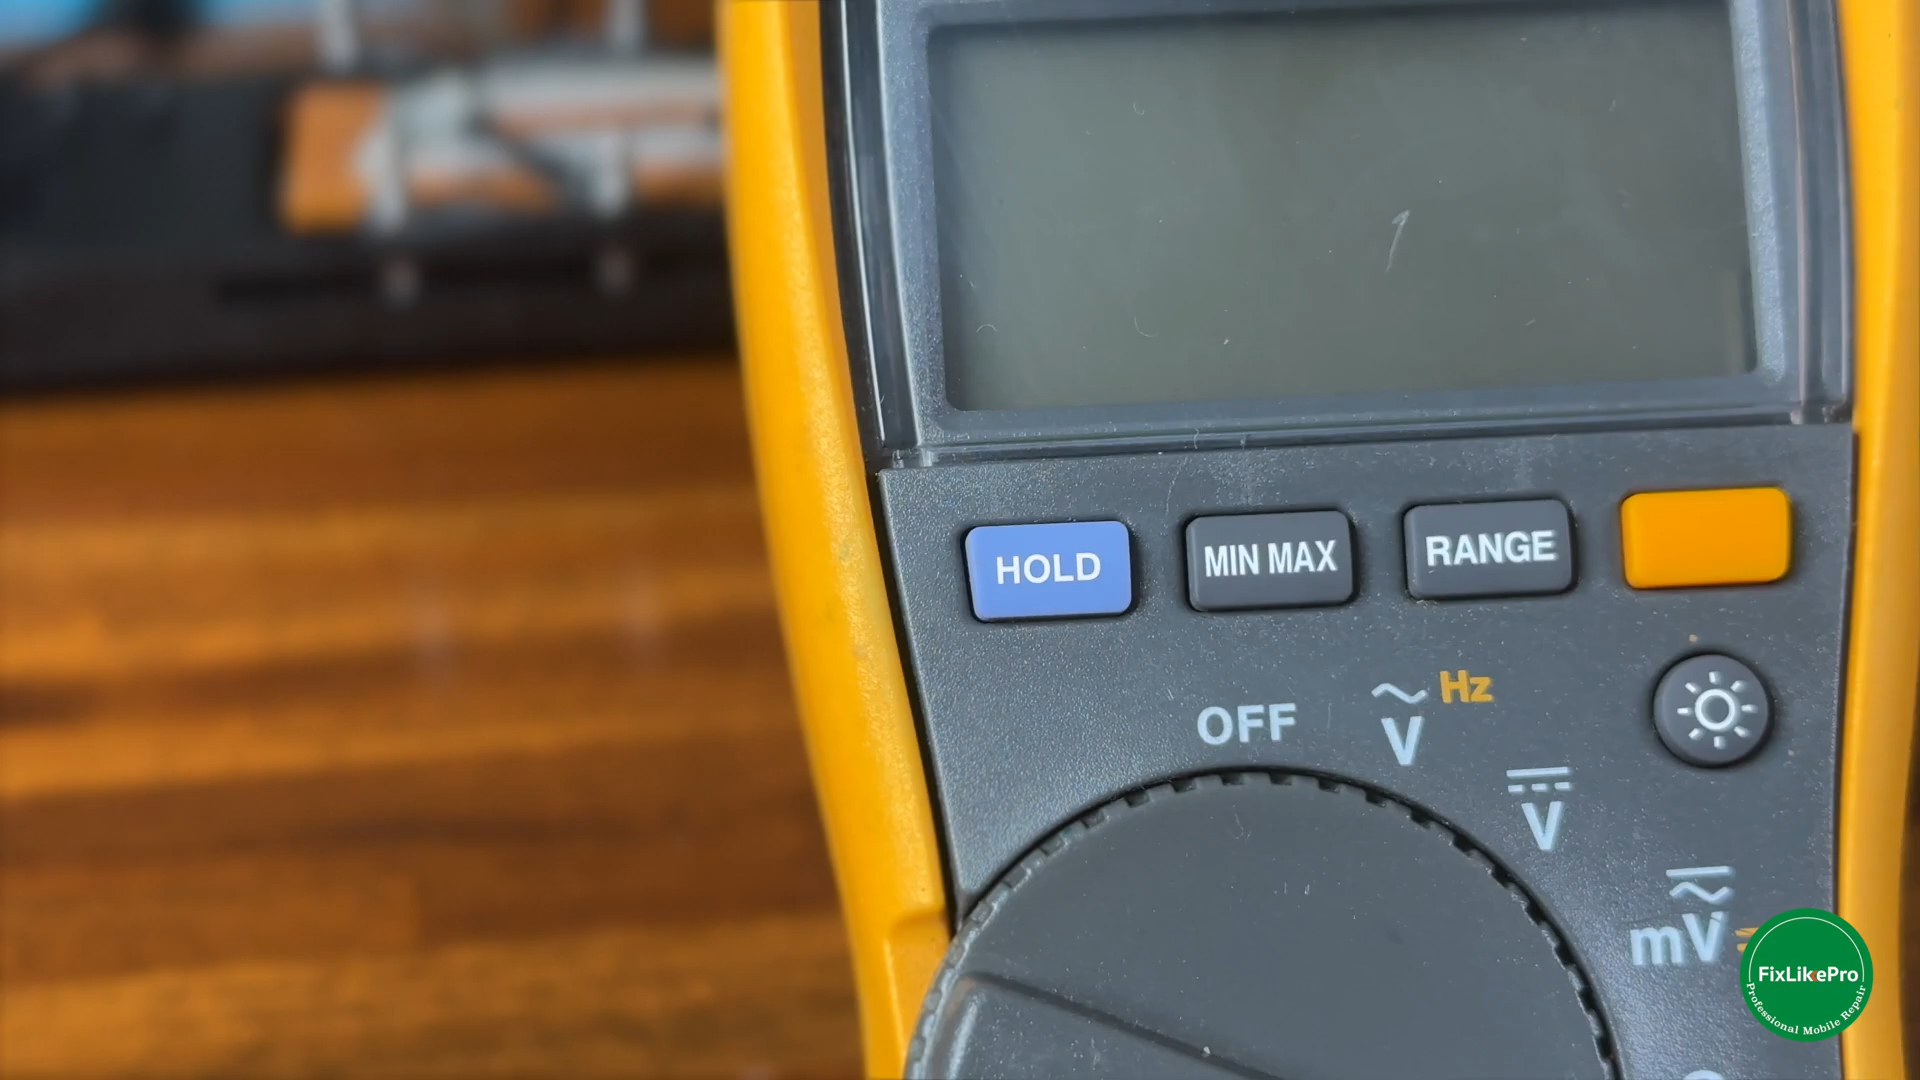 HOLD
MIN MAX
RANGE
OFF
V
Hz
V
mV
FixLikePro
Professional Mobile Repair